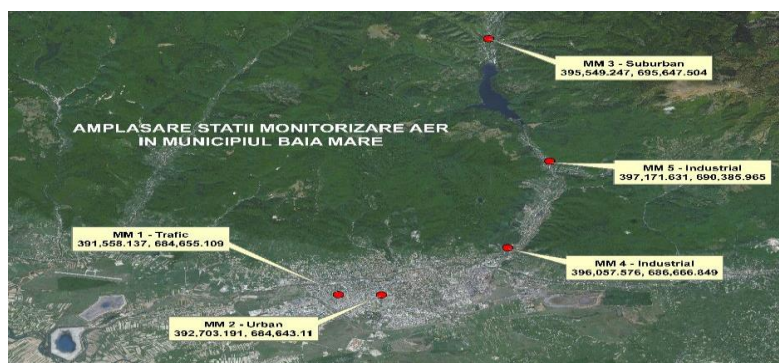 MM 3 - Suburban
395,549.247, 695,647.504
AMPLASARE STATII MONITORIZARE AER
IN MUNICIPIUL BAIA MARE
MM 5 - Industrial
397,171.631, 690,385.965
MM 1 - Trafic
391,558.137, 684,655.109
MM 4 - Industrial
396,057.576, 686,666.849
MM 2 - Urban
392,703.191, 684,643.11